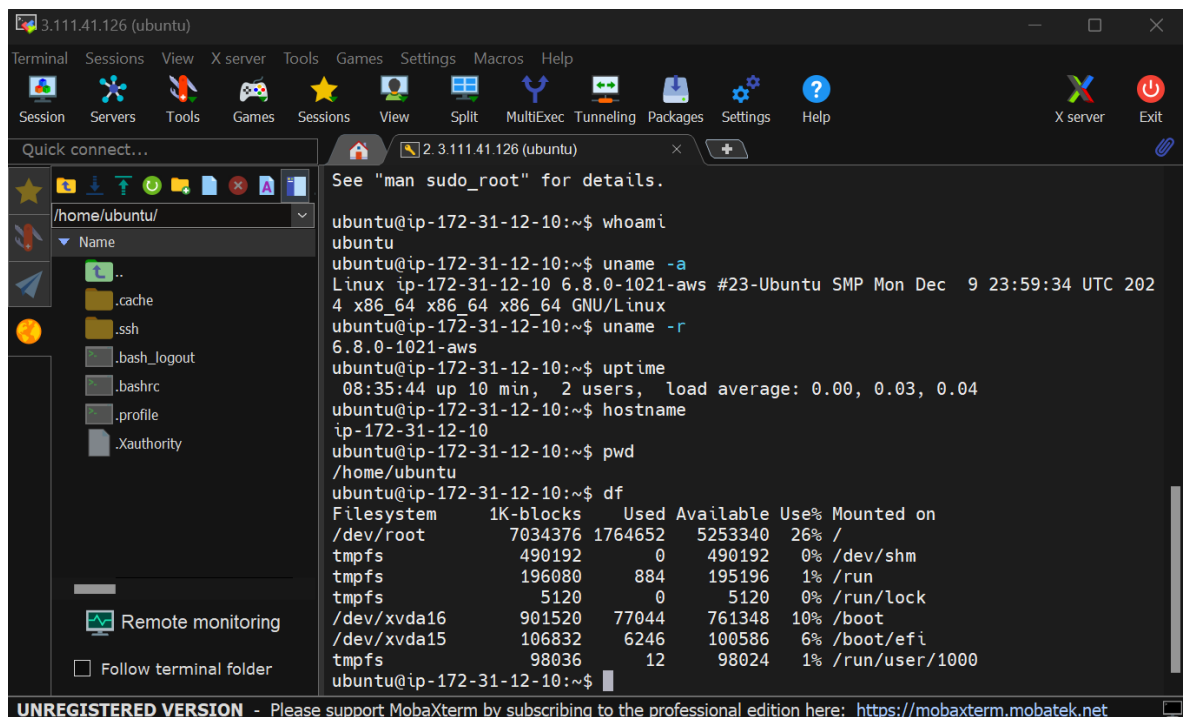 3.111.41.126 (ubuntu)
Terminal Sessions View X server Tools Games Settings Macros Help
Session Servers Tools Games Sessions View Split MultiExec Tunneling Packages Settings Help X server Exit
Quick connect...
2. 3.111.41.126 (ubuntu)
/home/ubuntu/
Name
..
.cache
.ssh
.bash_logout
.bashrc
.profile
.Xauthority
Remote monitoring
Follow terminal folder
See "man sudo_root" for details.
ubuntu@ip-172-31-12-10:~$ whoami
ubuntu
ubuntu@ip-172-31-12-10:~$ uname -a
Linux ip-172-31-12-10 6.8.0-1021-aws #23-Ubuntu SMP Mon Dec  9 23:59:34 UTC 202
4 x86_64 x86_64 x86_64 GNU/Linux
ubuntu@ip-172-31-12-10:~$ uname -r
6.8.0-1021-aws
ubuntu@ip-172-31-12-10:~$ uptime
 08:35:44 up 10 min,  2 users,  load average: 0.00, 0.03, 0.04
ubuntu@ip-172-31-12-10:~$ hostname
ip-172-31-12-10
ubuntu@ip-172-31-12-10:~$ pwd
/home/ubuntu
ubuntu@ip-172-31-12-10:~$ df
Filesystem     1K-blocks    Used Available Use% Mounted on
/dev/root        7034376 1764652   5253340  26% /
tmpfs             490192       0    490192   0% /dev/shm
tmpfs             196080     884    195196   1% /run
tmpfs               5120       0      5120   0% /run/lock
/dev/xvda16       901520   77044    761348  10% /boot
/dev/xvda15       106832    6246    100586   6% /boot/efi
tmpfs              98036      12     98024   1% /run/user/1000
ubuntu@ip-172-31-12-10:~$
UNREGISTERED VERSION - Please support MobaXterm by subscribing to the professional edition here: https://mobaxterm.mobatek.net